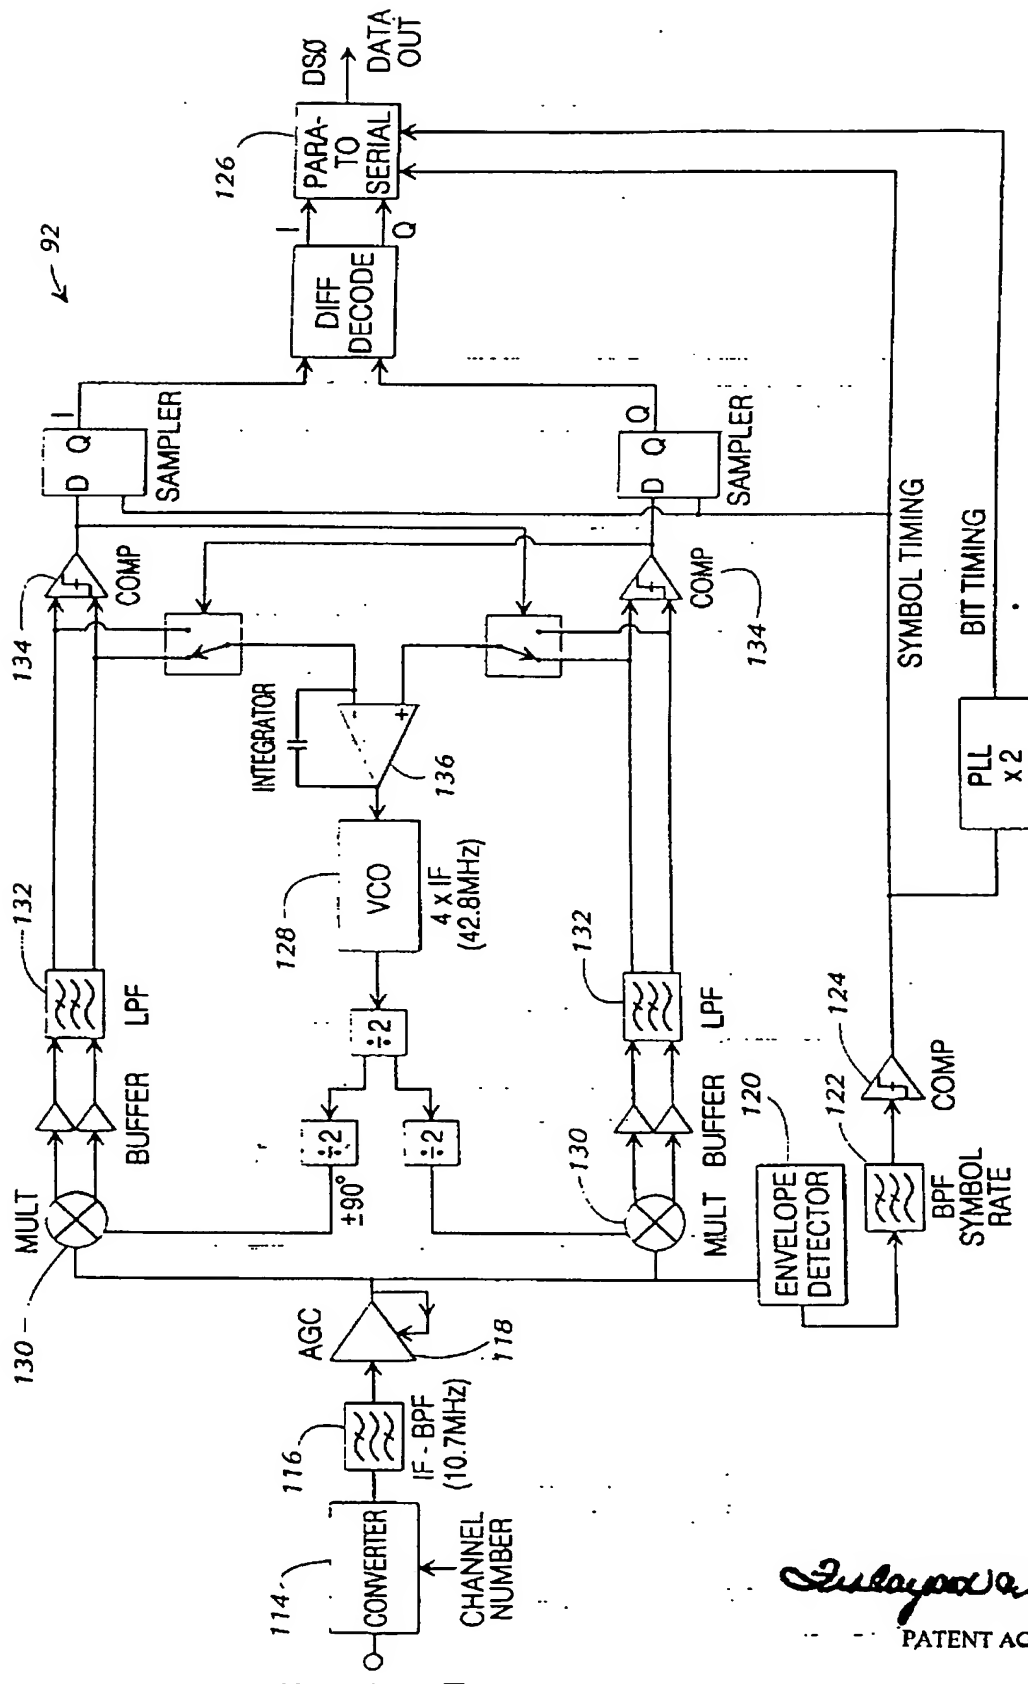 92
114
CONVERTER
CHANNEL
NUMBER
116
IF - BPF
(10.7MHz)
AGC
118
130
MULT
BUFFER
132
LPF
134
COMP
D Q
I
SAMPLER
±90°
÷2
÷2
÷2
128
VCO
4 x IF
(42.8MHz)
INTEGRATOR
-
+
136
130
MULT
BUFFER
132
LPF
COMP
134
D Q
Q
SAMPLER
DIFF
DECODE
I
Q
126
PARA-
TO
SERIAL
DSØ
DATA
OUT
ENVELOPE
DETECTOR
120
122
BPF
SYMBOL
RATE
124
COMP
SYMBOL TIMING
PLL
x 2
BIT TIMING
PATENT